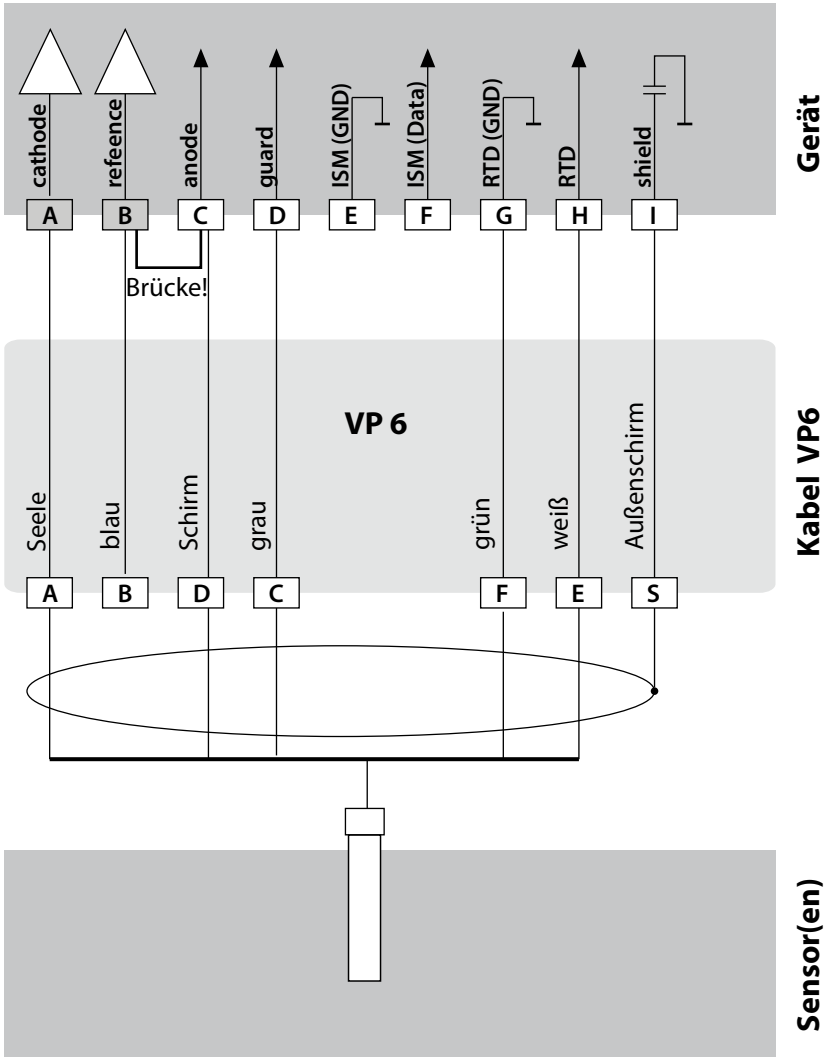 cathode
refeence
anode
guard
ISM (GND)
ISM (Data)
RTD (GND)
RTD
shield
Gerät
A
B
C
D
E
F
G
H
I
Brücke!
VP 6
Kabel VP6
Seele
blau
Schirm
grau
grün
weiß
Außenschirm
A
B
D
C
F
E
S
Sensor(en)